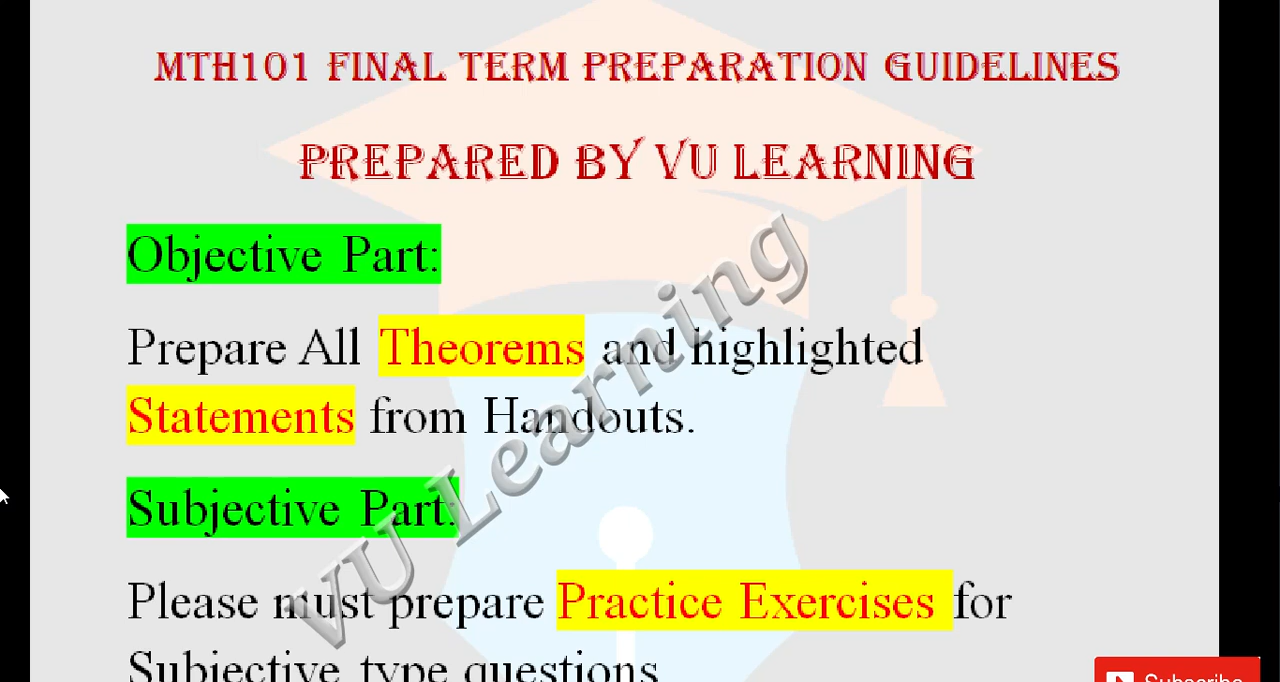 MTH101 FINAL TERM PREPARATION GUIDELINES
PREPARED BY VU LEARNING
Objective Part:
Prepare All Theorems and highlighted
Statements from Handouts.
Subjective Part:
Please must prepare Practice Exercises for
Subjective type questions
VU Learning
Subscribe